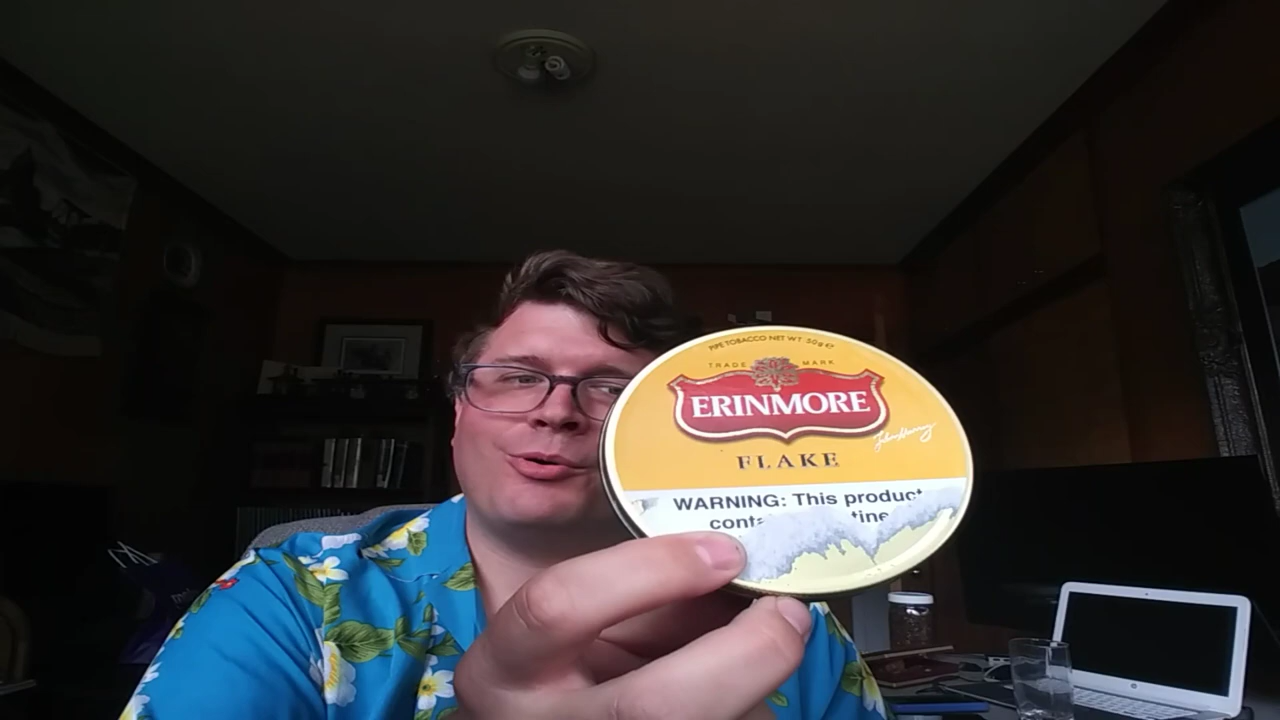 PIPE TOBACCO NET WT. 50g e
TRADE MARK
ERINMORE
FLAKE
WARNING: This product